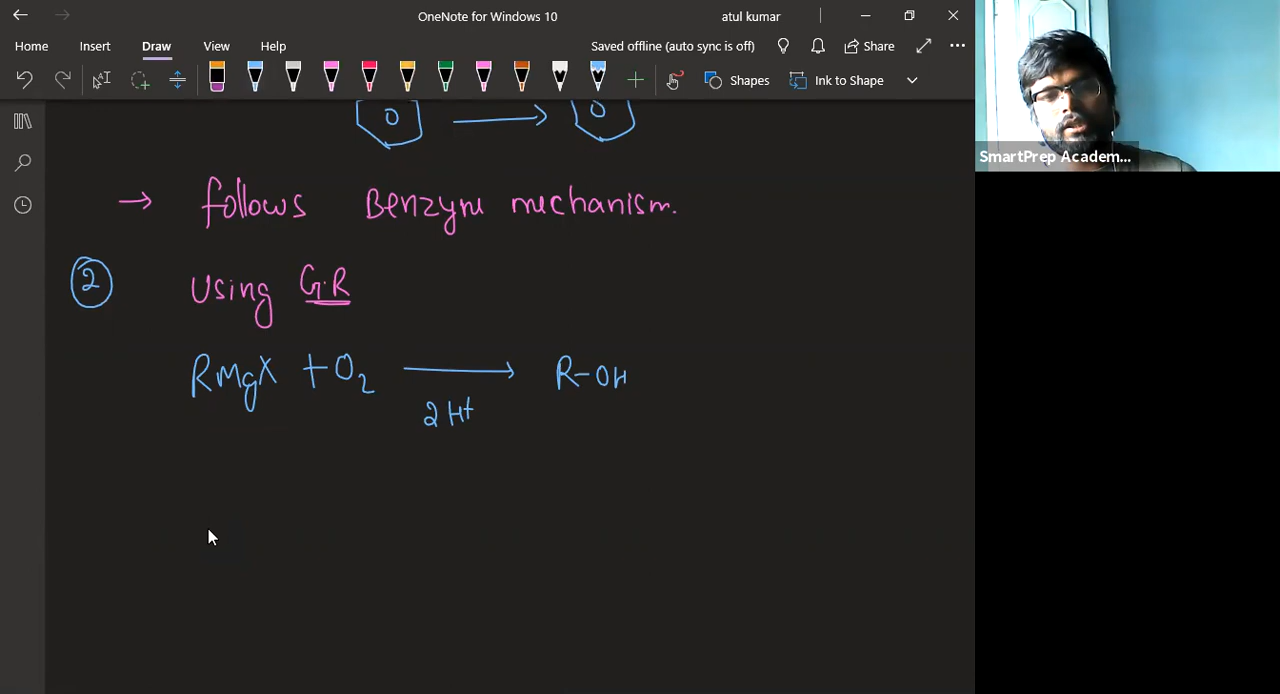 OneNote for Windows 10
atul kumar
Home Insert Draw View Help
Saved offline (auto sync is off)
Share
Shapes
Ink to Shape
SmartPrep Academ...
O O
→ follows Benzyne mechanism.
2 Using G.R
RMgX + O2 → R-OH
2H+